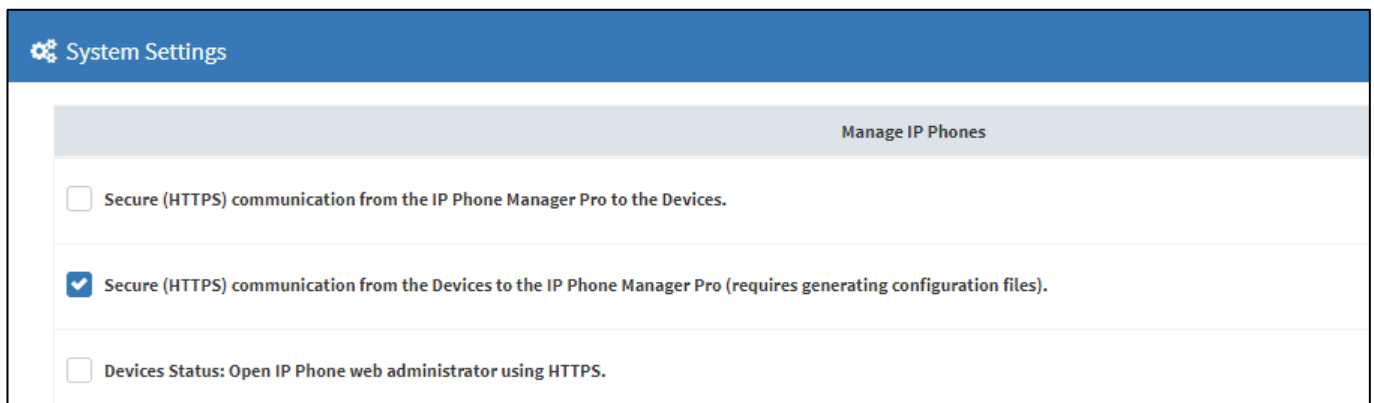 System Settings
Manage IP Phones
Secure (HTTPS) communication from the IP Phone Manager Pro to the Devices.
Secure (HTTPS) communication from the Devices to the IP Phone Manager Pro (requires generating configuration files).
Devices Status: Open IP Phone web administrator using HTTPS.